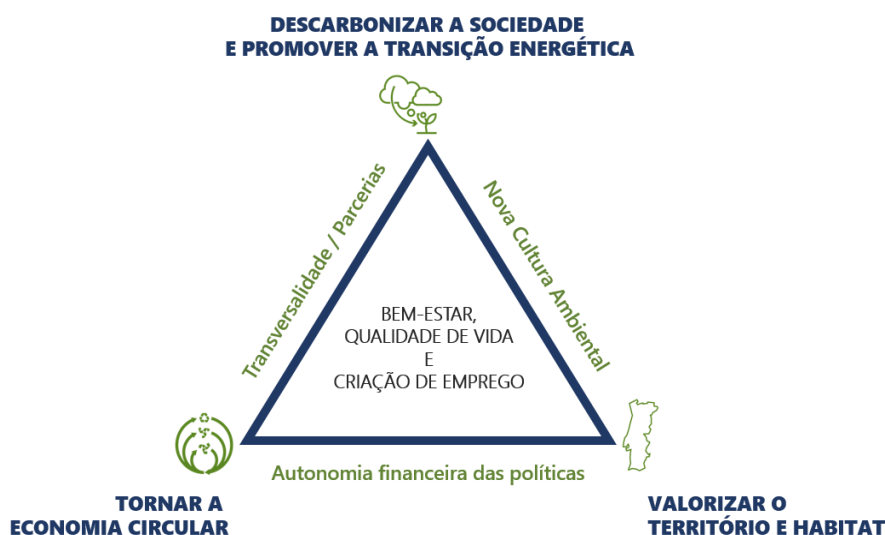 DESCARBONIZAR A SOCIEDADE
E PROMOVER A TRANSIÇÃO ENERGÉTICA
Transversalidade / Parcerias
Nova Cultura Ambiental
BEM-ESTAR,
QUALIDADE DE VIDA
E
CRIAÇÃO DE EMPREGO
Autonomia financeira das políticas
TORNAR A
ECONOMIA CIRCULAR
VALORIZAR O
TERRITÓRIO E HABITAT